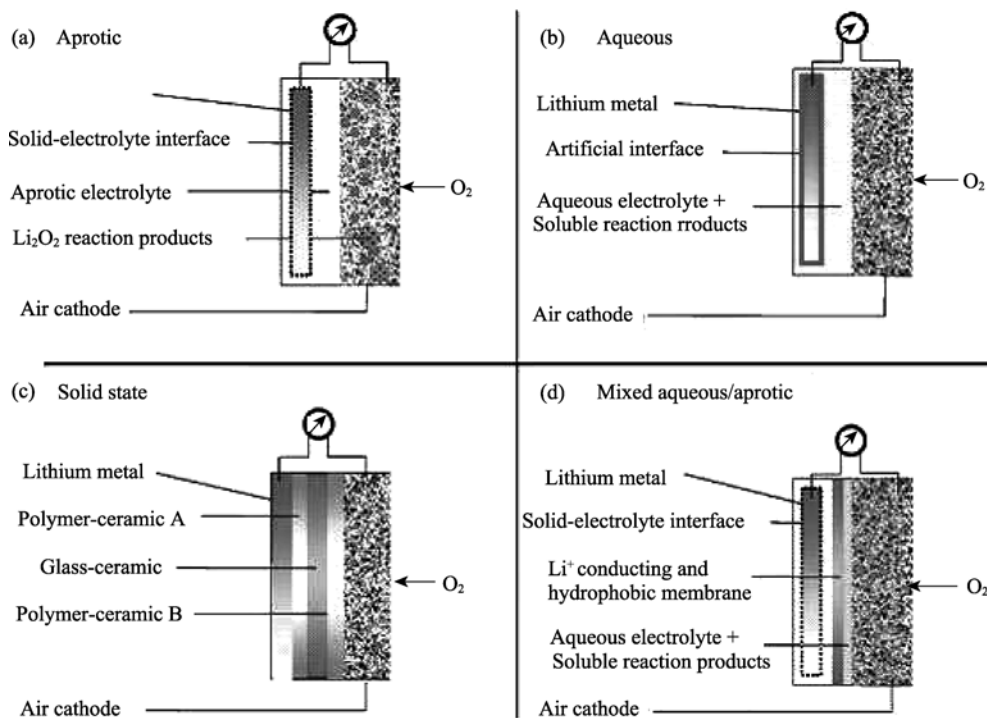 (a) Aprotic
Solid-electrolyte interface
Aprotic electrolyte
Li₂O₂ reaction products
Air cathode
O₂
(b) Aqueous
Lithium metal
Artificial interface
Aqueous electrolyte +
Soluble reaction rroducts
Air cathode
O₂
(c) Solid state
Lithium metal
Polymer-ceramic A
Glass-ceramic
Polymer-ceramic B
Air cathode
O₂
(d) Mixed aqueous/aprotic
Lithium metal
Solid-electrolyte interface
Li⁺ conducting and
hydrophobic membrane
Aqueous electrolyte +
Soluble reaction products
Air cathode
O₂